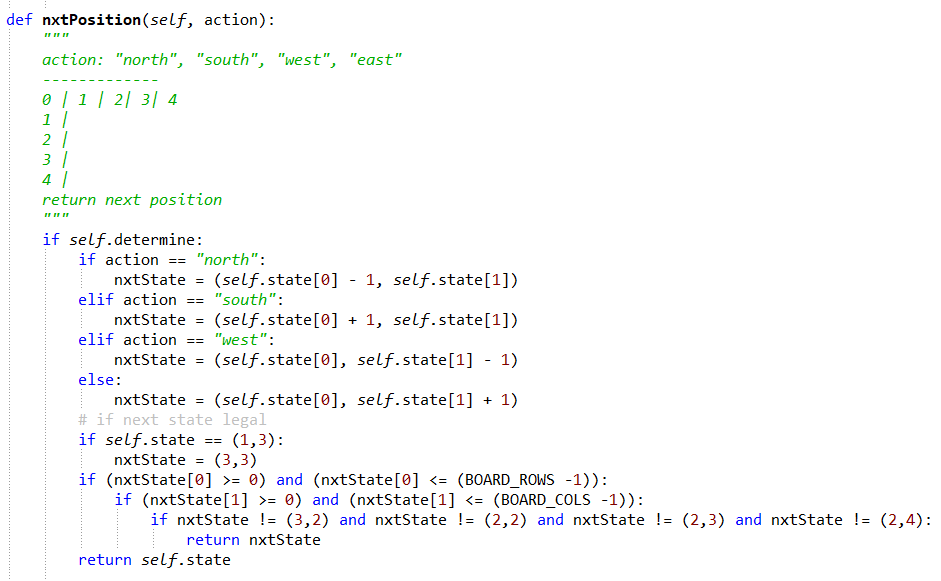 def nxtPosition(self, action):
    """
    action: "north", "south", "west", "east"
    -------------
    0 | 1 | 2| 3| 4
    1 |
    2 |
    3 |
    4 |
    return next position
    """
    if self.determine:
        if action == "north":
            nxtState = (self.state[0] - 1, self.state[1])
        elif action == "south":
            nxtState = (self.state[0] + 1, self.state[1])
        elif action == "west":
            nxtState = (self.state[0], self.state[1] - 1)
        else:
            nxtState = (self.state[0], self.state[1] + 1)
        # if next state legal
        if self.state == (1,3):
            nxtState = (3,3)
        if (nxtState[0] >= 0) and (nxtState[0] <= (BOARD_ROWS -1)):
            if (nxtState[1] >= 0) and (nxtState[1] <= (BOARD_COLS -1)):
                if nxtState != (3,2) and nxtState != (2,2) and nxtState != (2,3) and nxtState != (2,4):
                    return nxtState
        return self.state